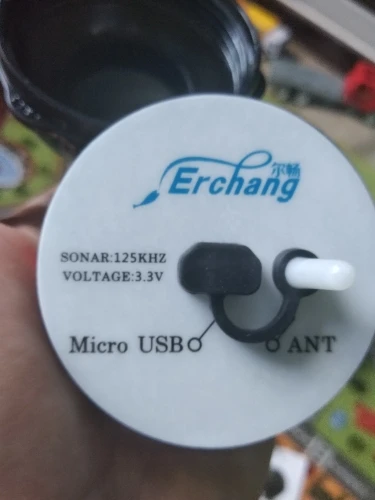 尔畅
Erchang
SONAR:125KHZ
VOLTAGE:3.3V
Micro USB
ANT